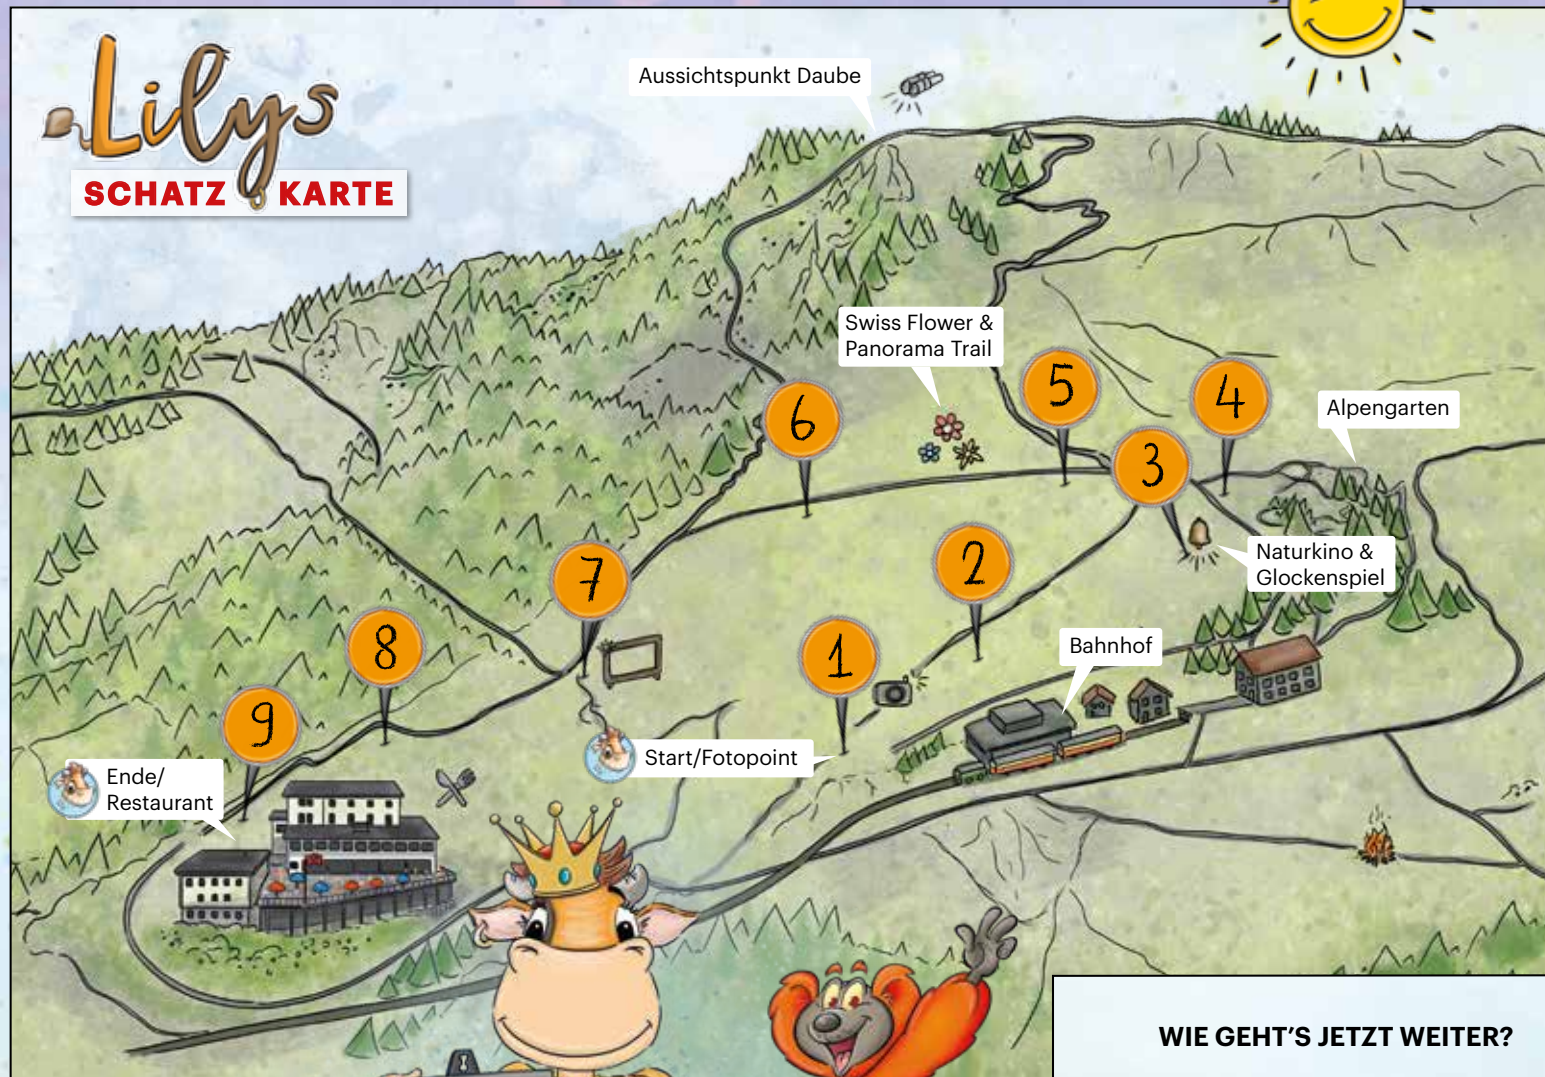 Lilys
SCHATZ KARTE
Aussichtspunkt Daube
Swiss Flower &
Panorama Trail
5
4
6
Alpengarten
3
2
Naturkino &
Glockenspiel
7
8
1
Bahnhof
9
Start/Fotopoint
Ende/
Restaurant
WIE GEHT'S JETZT WEITER?